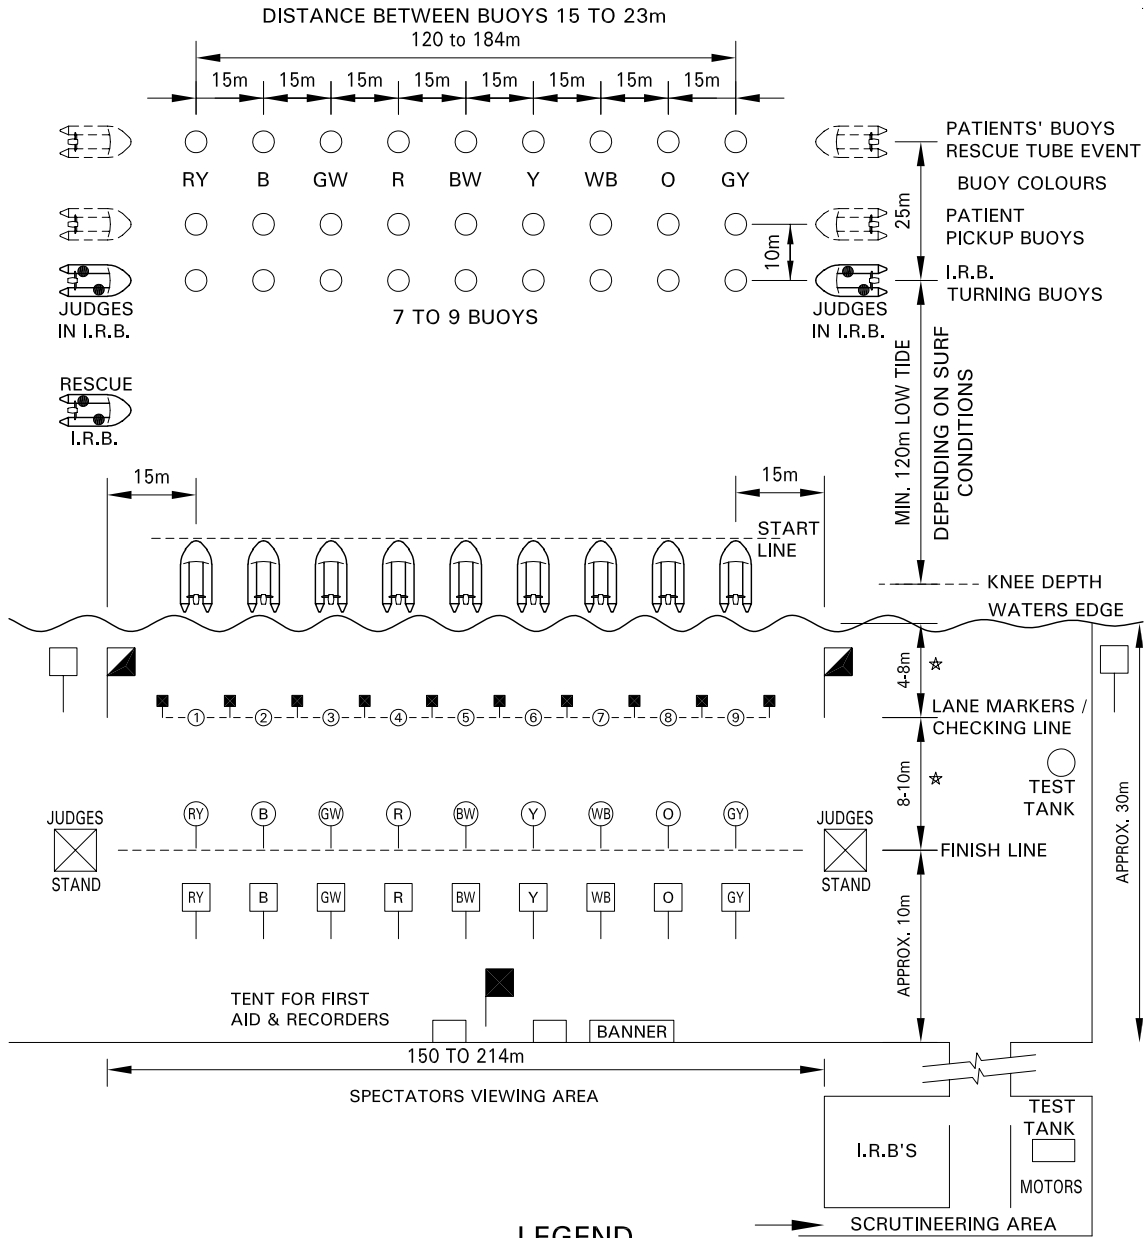 DISTANCE BETWEEN BUOYS 15 TO 23m
120 to 184m
15m 15m 15m 15m 15m 15m 15m 15m
PATIENTS' BUOYS
RESCUE TUBE EVENT
RY B GW R BW Y WB O GY
BUOY COLOURS
25m
PATIENT
PICKUP BUOYS
10m
I.R.B.
TURNING BUOYS
JUDGES
IN I.R.B.
7 TO 9 BUOYS
JUDGES
IN I.R.B.
RESCUE
I.R.B.
MIN. 120m LOW TIDE
DEPENDING ON SURF
CONDITIONS
15m
15m
START
LINE
KNEE DEPTH
WATERS EDGE
4-8m
1 2 3 4 5 6 7 8 9
LANE MARKERS /
CHECKING LINE
8-10m
TEST
TANK
APPROX. 30m
RY B GW R BW Y WB O GY
JUDGES
STAND
JUDGES
STAND
FINISH LINE
RY B GW R BW Y WB O GY
APPROX. 10m
TENT FOR FIRST
AID & RECORDERS
BANNER
150 TO 214m
SPECTATORS VIEWING AREA
I.R.B'S
TEST
TANK
MOTORS
SCRUTINEERING AREA
LEGEND